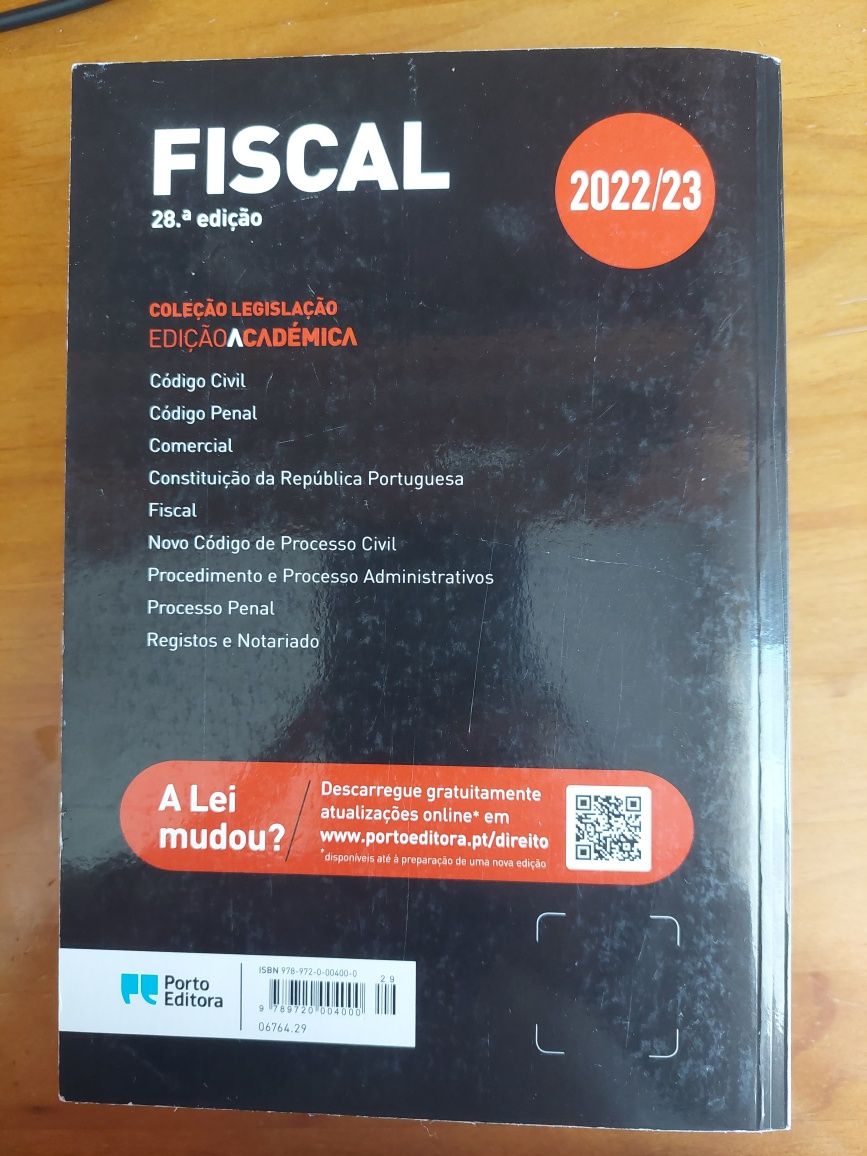 FISCAL
28.ª edição
2022/23
COLEÇÃO LEGISLAÇÃO
EDIÇÃOACADÉMICA
Código Civil
Código Penal
Comercial
Constituição da República Portuguesa
Fiscal
Novo Código de Processo Civil
Procedimento e Processo Administrativos
Processo Penal
Registos e Notariado
A Lei
mudou?
Descarregue gratuitamente
atualizações online* em
www.portoeditora.pt/direito
*disponíveis até à preparação de uma nova edição
Porto
Editora
ISBN 978-972-0-00400-0
29
9 789720 004000
06764.29